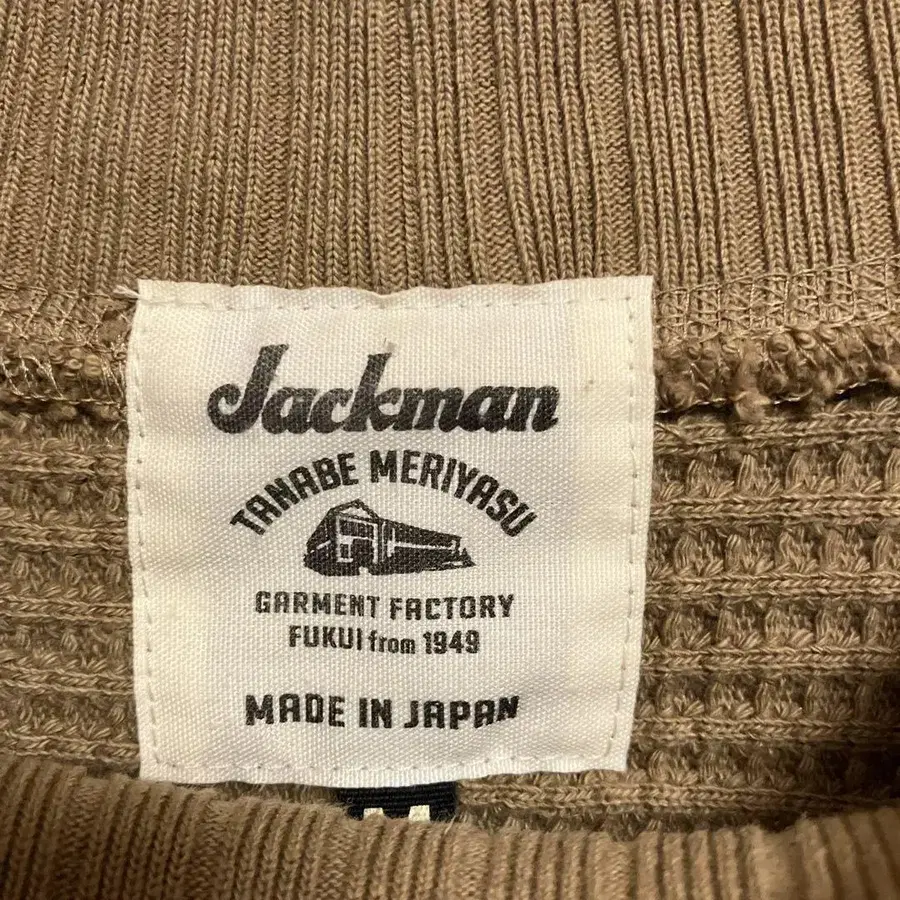 Jackman
TANABE MERIYASU
GARMENT FACTORY
FUKUI from 1949
MADE IN JAPAN